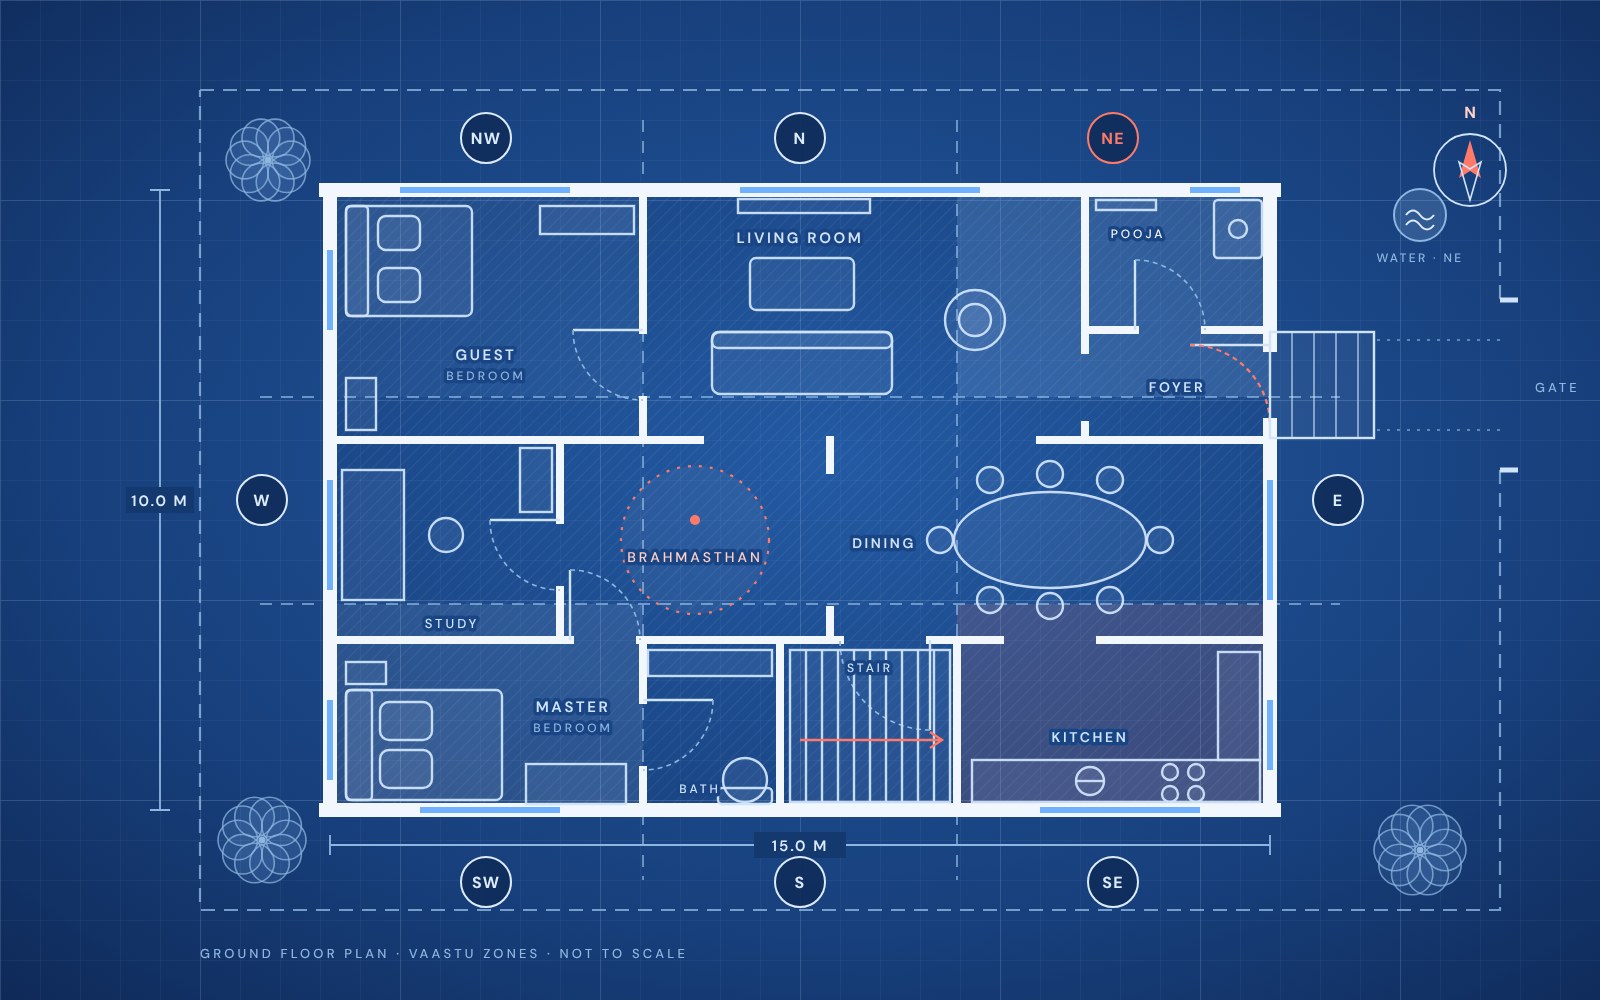 N
NW
N
NE
LIVING ROOM
POOJA
WATER · NE
GUEST
BEDROOM
FOYER
GATE
10.0 M
W
E
DINING
BRAHMASTHAN
STUDY
STAIR
MASTER
BEDROOM
KITCHEN
BATH
15.0 M
SW
S
SE
GROUND FLOOR PLAN · VAASTU ZONES · NOT TO SCALE